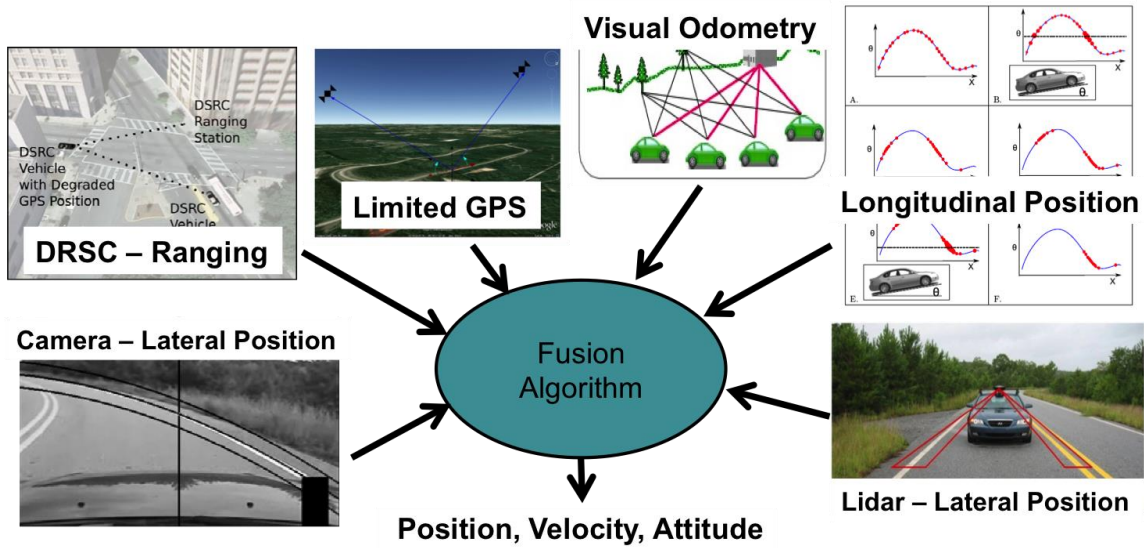 Visual Odometry
DSRC
Ranging
Station
DSRC
Vehicle
with Degraded
GPS Position
DSRC
Vehicle
DRSC – Ranging
Limited GPS
θ
x
A.
θ
x
B.
θ
Longitudinal Position
θ
x
E.
θ
θ
x
F.
Camera – Lateral Position
Fusion
Algorithm
Lidar – Lateral Position
Position, Velocity, Attitude